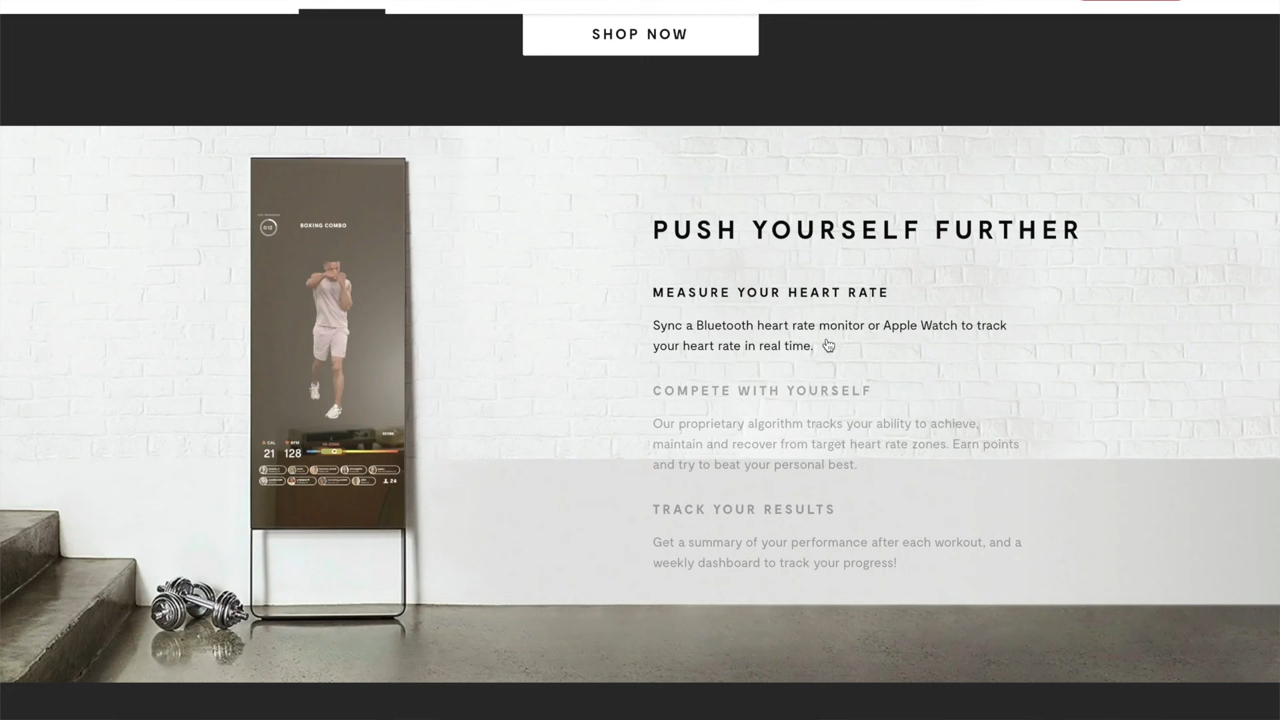 SHOP NOW
BOXING COMBO
CAL
BPM
21
128
24
PUSH YOURSELF FURTHER
MEASURE YOUR HEART RATE
Sync a Bluetooth heart rate monitor or Apple Watch to track
your heart rate in real time.
COMPETE WITH YOURSELF
Our proprietary algorithm tracks your ability to achieve,
maintain and recover from target heart rate zones. Earn points
and try to beat your personal best.
TRACK YOUR RESULTS
Get a summary of your performance after each workout, and a
weekly dashboard to track your progress!